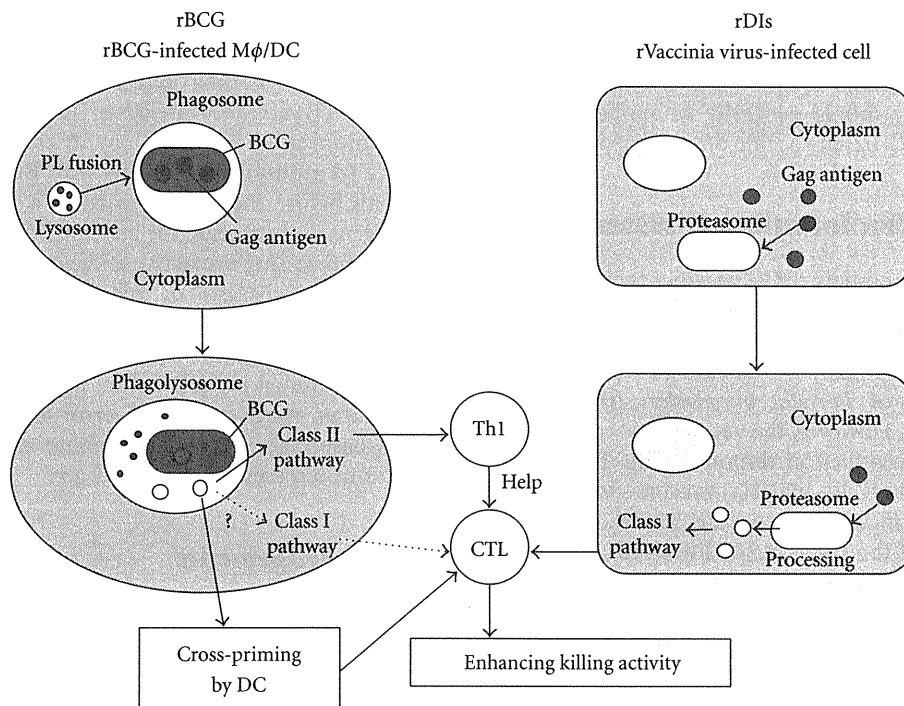 rBCG
rBCG-infected Mϕ/DC
Phagosome
BCG
PL fusion
Lysosome
Gag antigen
Cytoplasm
Phagolysosome
BCG
Class II
pathway
?
Class I
pathway
Cross-priming
by DC
Th1
Help
CTL
Enhancing killing activity
rDIs
rVaccinia virus-infected cell
Cytoplasm
Gag antigen
Proteasome
Cytoplasm
Proteasome
Class I
pathway
Processing